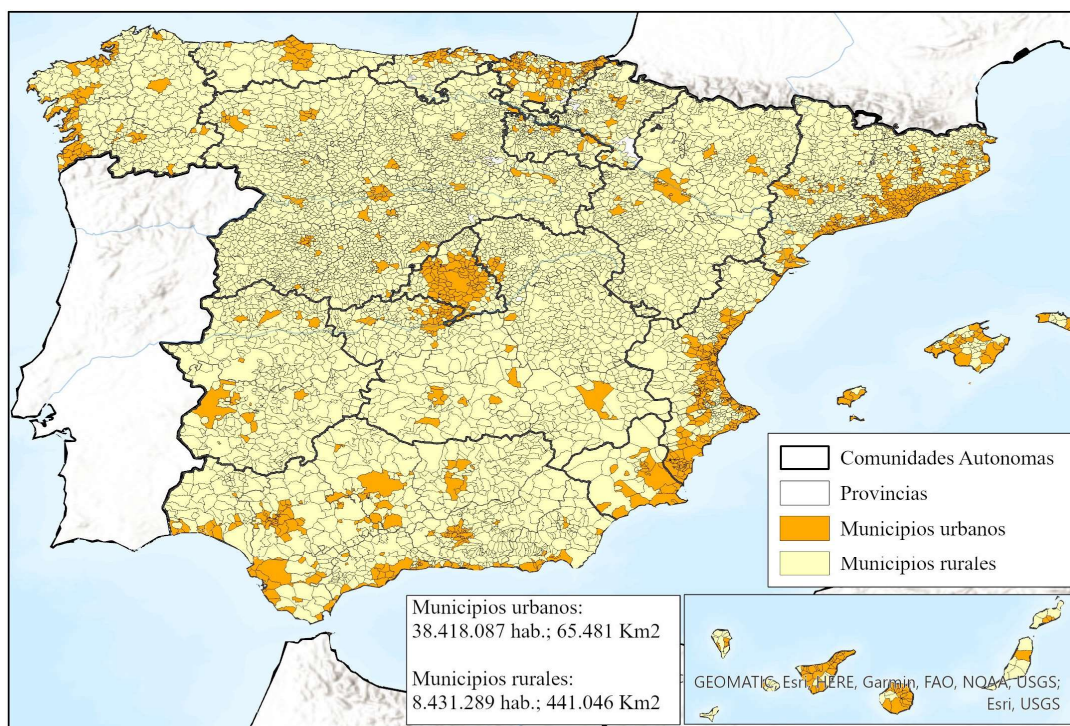 Comunidades Autonomas
Provincias
Municipios urbanos
Municipios rurales
Municipios urbanos:
38.418.087 hab.; 65.481 Km2
Municipios rurales:
8.431.289 hab.; 441.046 Km2
GEOMATIC, Esri, HERE, Garmin, FAO, NOAA, USGS;
Esri, USGS